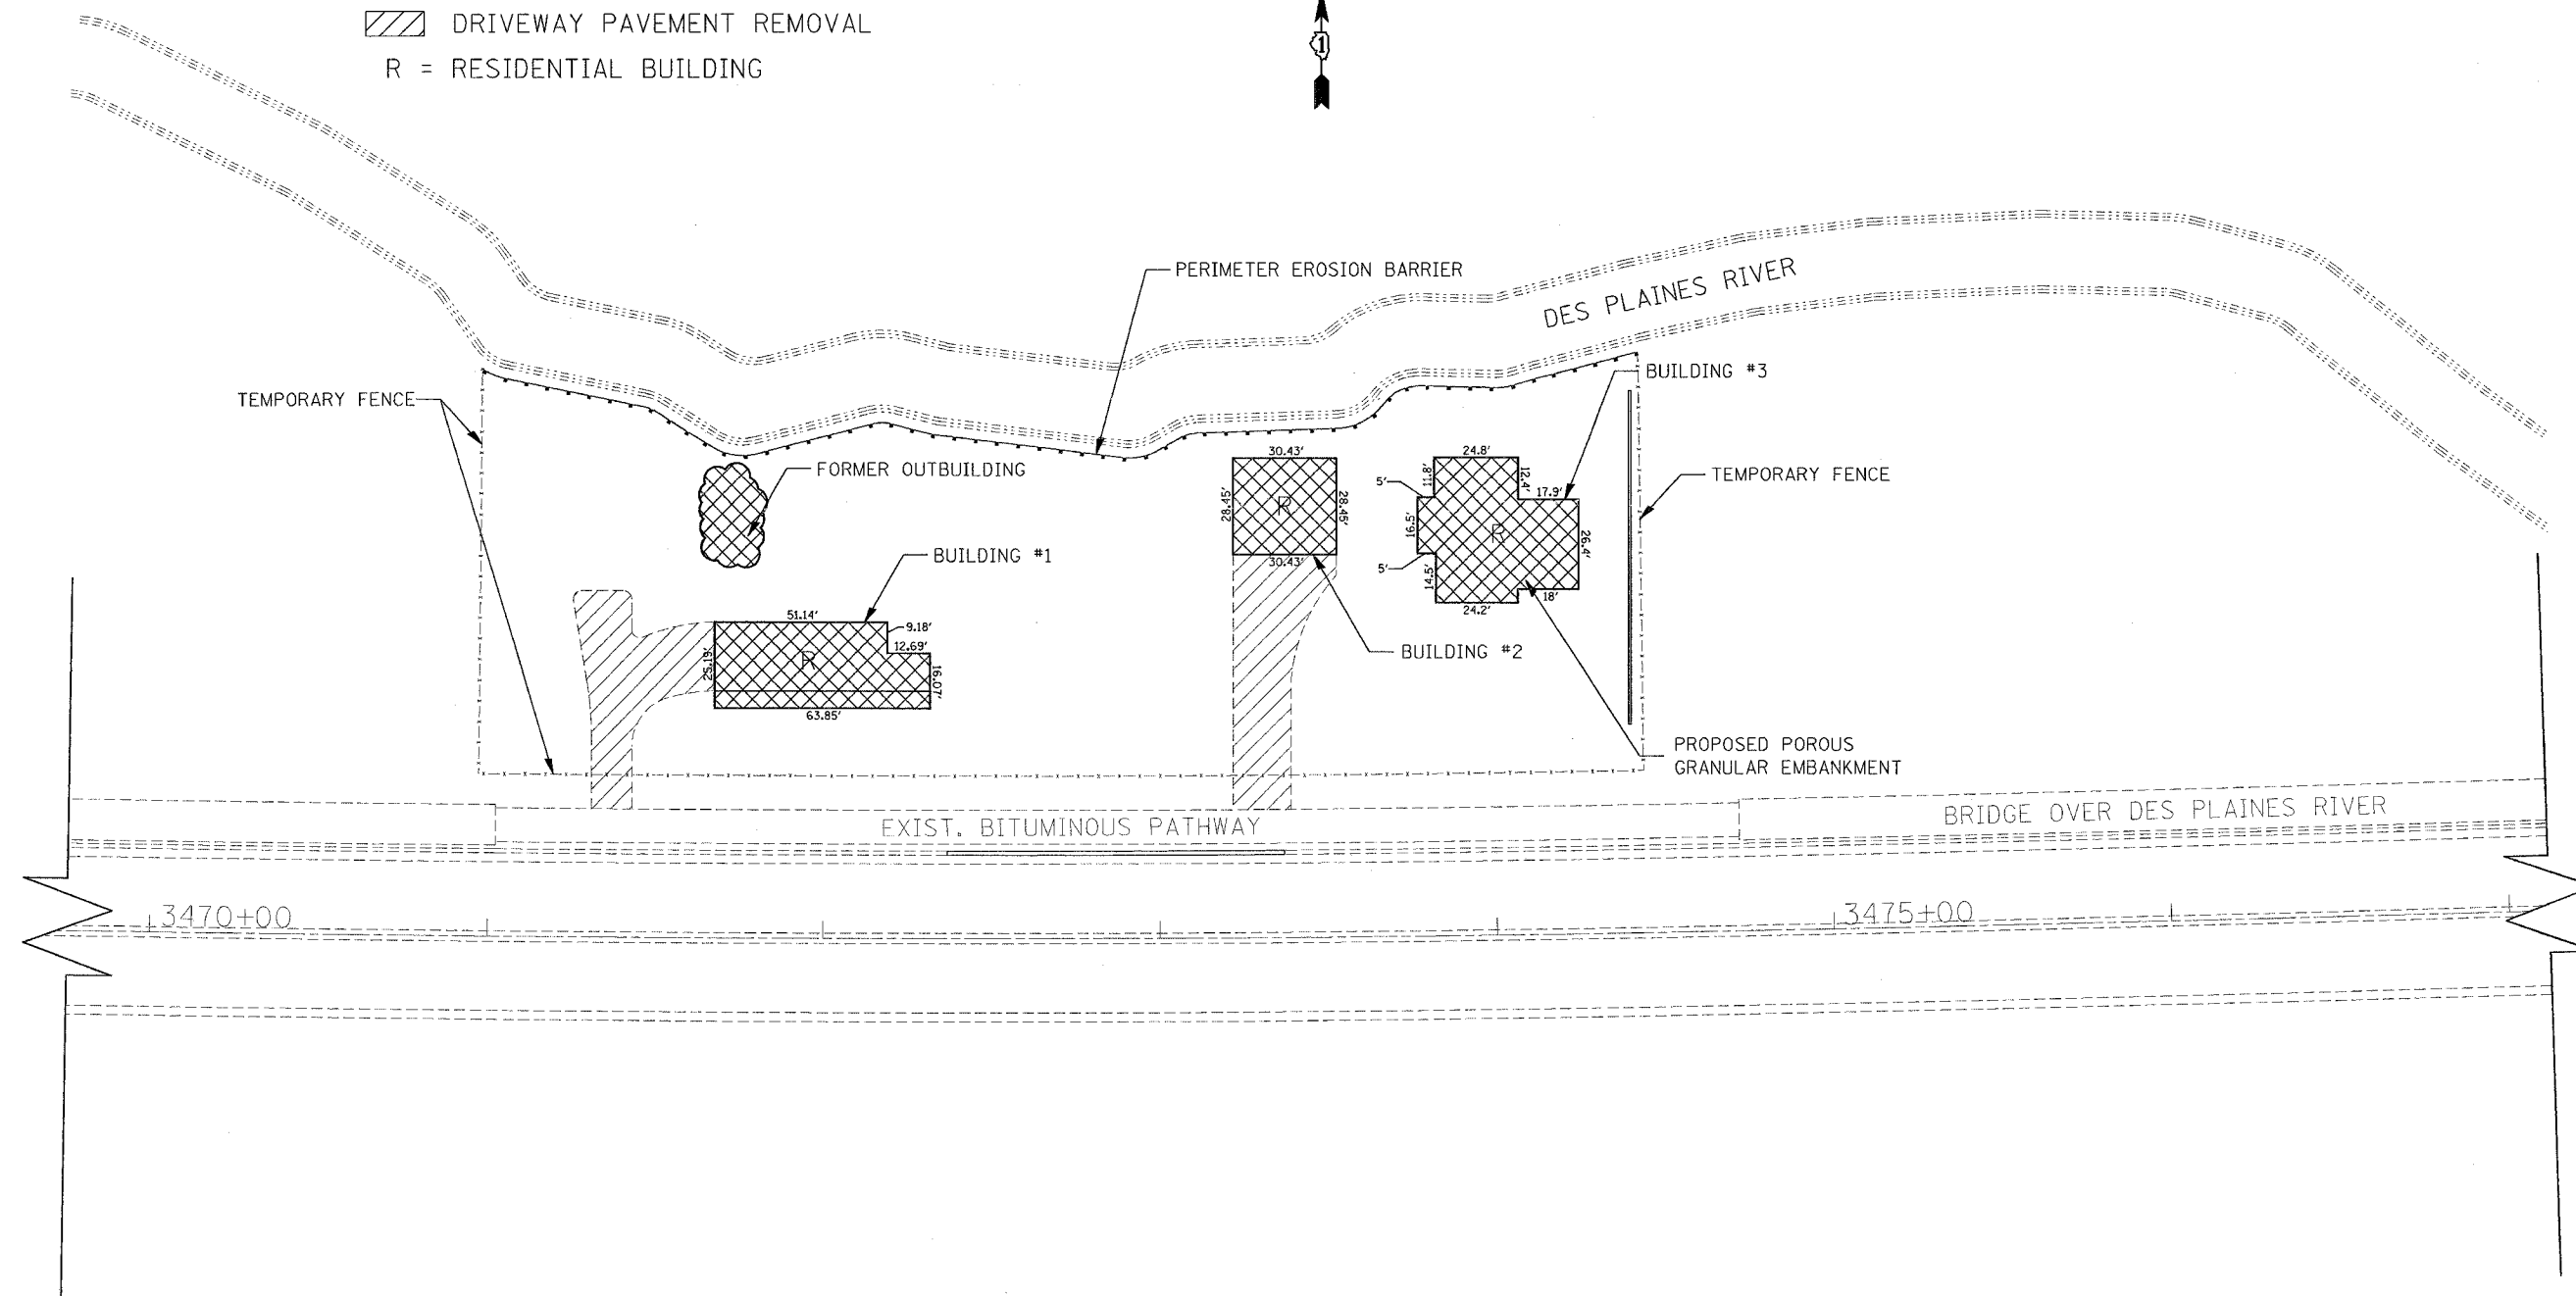 DRIVEWAY PAVEMENT REMOVAL
R = RESIDENTIAL BUILDING
1
PERIMETER EROSION BARRIER
DES PLAINES RIVER
BUILDING #3
TEMPORARY FENCE
FORMER OUTBUILDING
TEMPORARY FENCE
30.43'
28.45'
R
28.45'
30.43'
24.8'
11.8'
12.4'
5'
17.9'
16.5'
R
26.4'
5'
14.5'
18'
24.2'
BUILDING #1
BUILDING #2
51.14'
9.18'
12.69'
25.19'
R
16.07'
63.85'
PROPOSED POROUS
GRANULAR EMBANKMENT
EXIST. BITUMINOUS PATHWAY
BRIDGE OVER DES PLAINES RIVER
3470+00
3475+00